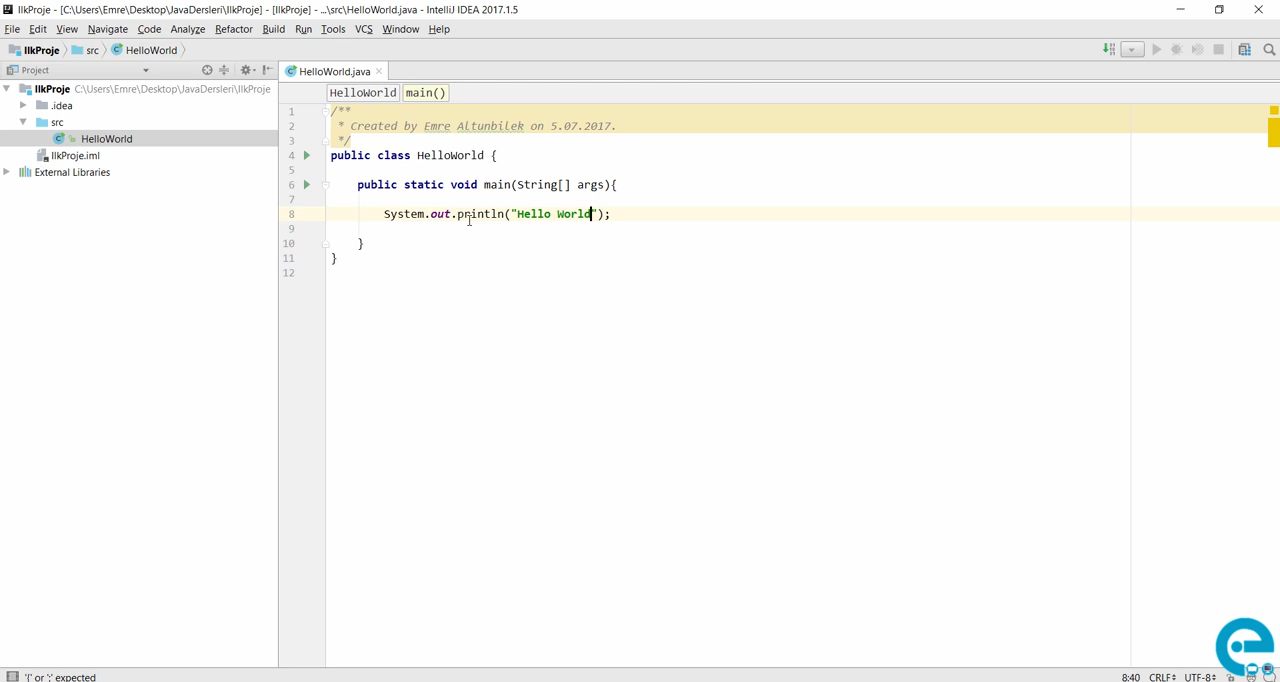 IlkProje - [C:\Users\Emre\Desktop\JavaDersleri\IlkProje] - [IlkProje] - ...\src\HelloWorld.java - IntelliJ IDEA 2017.1.5
File Edit View Navigate Code Analyze Refactor Build Run Tools VCS Window Help
IlkProje src HelloWorld
Project
HelloWorld.java
IlkProje C:\Users\Emre\Desktop\JavaDersleri\IlkProje
.idea
src
HelloWorld
IlkProje.iml
External Libraries
HelloWorld main()
1 /**
2 * Created by Emre Altunbilek on 5.07.2017.
3 */
4 public class HelloWorld {
5
6 public static void main(String[] args){
7
8 System.out.println("Hello World");
9
10 }
11 }
12
'{' or ';' expected
8:40 CRLF UTF-8